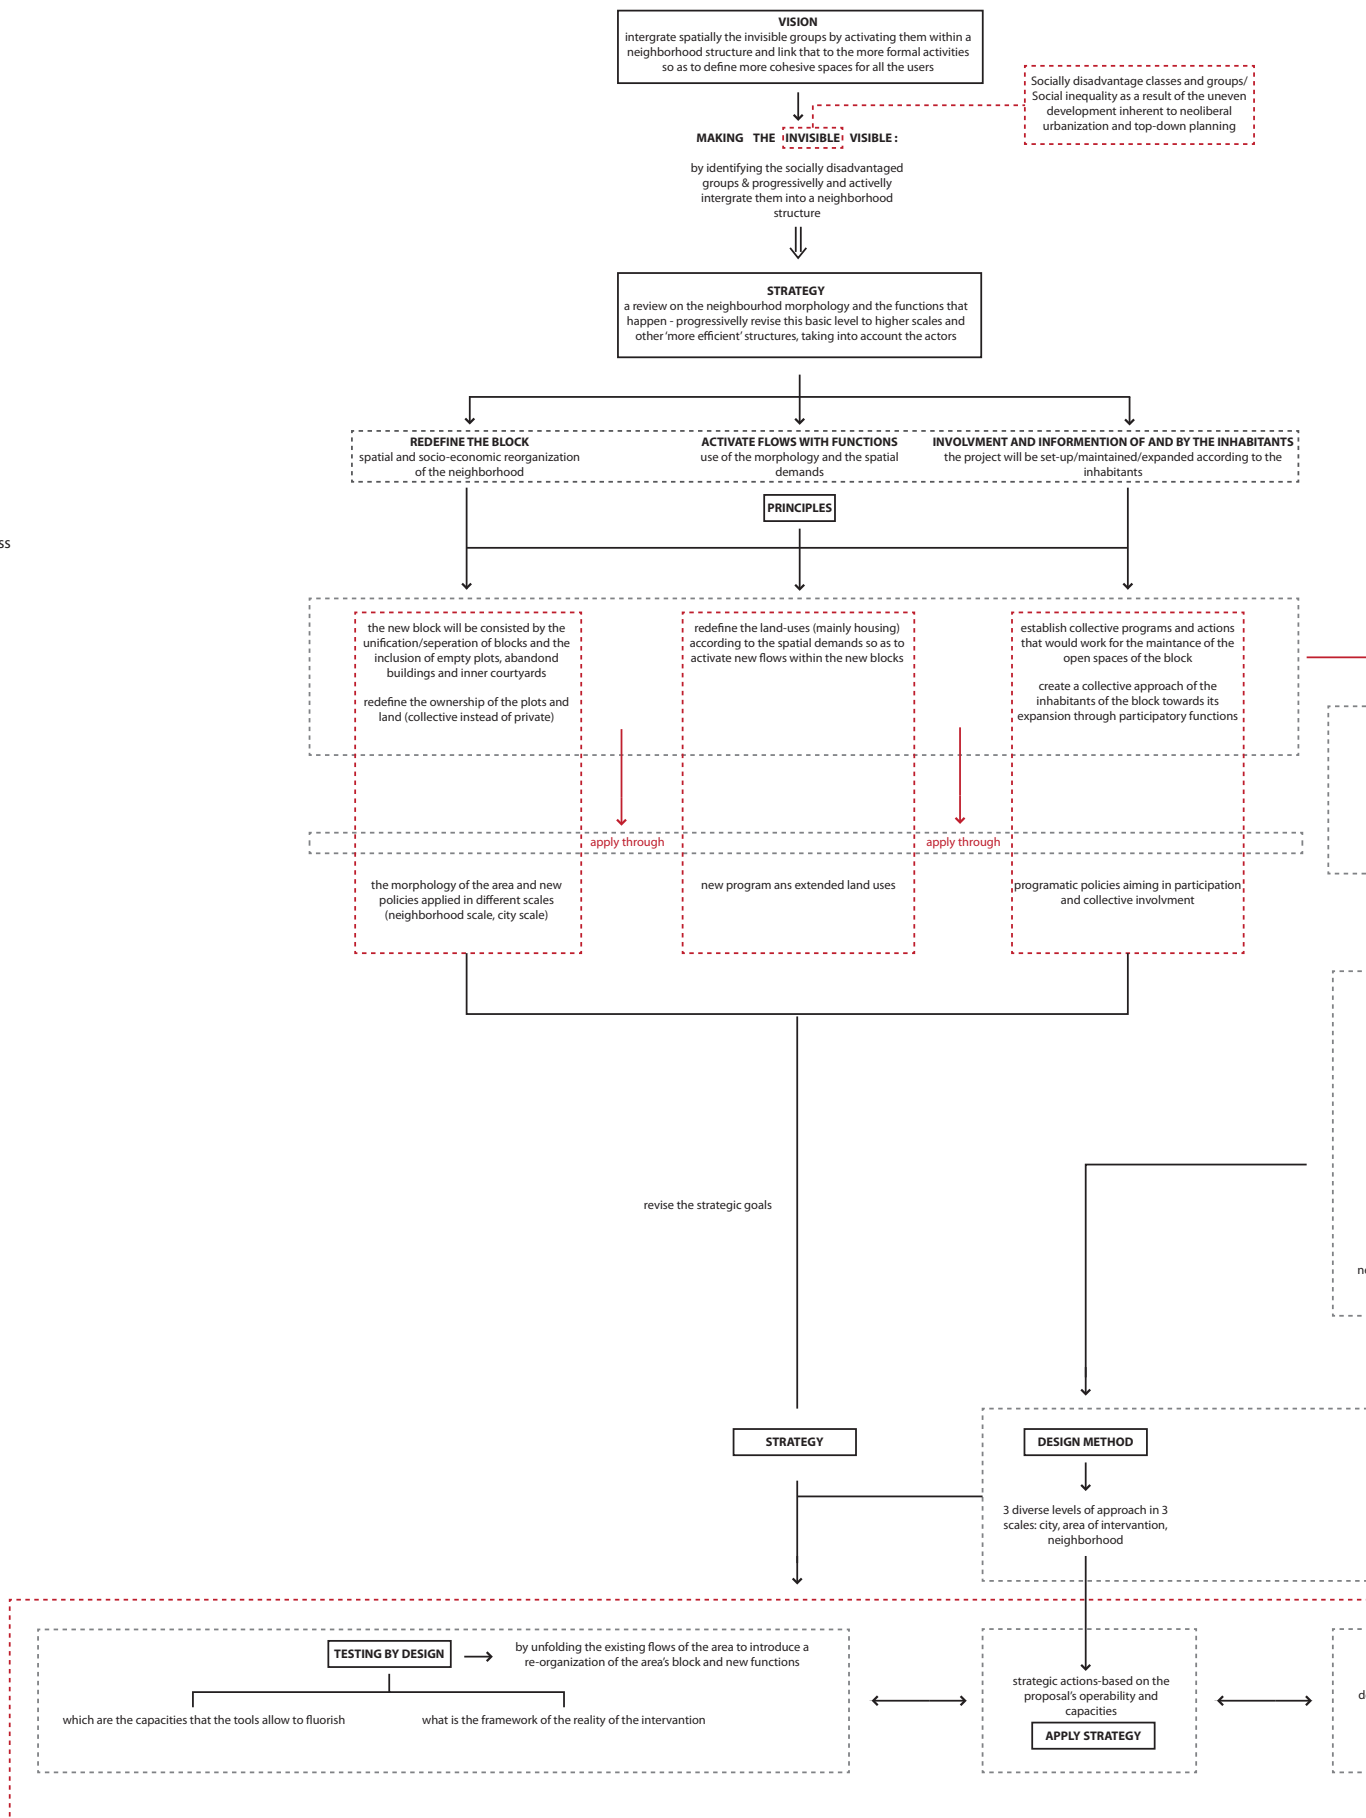 VISION
intergrate spatially the invisible groups by activating them within a
neighborhood structure and link that to the more formal activities
so as to define more cohesive spaces for all the users
Socially disadvantage classes and groups/
Social inequality as a result of the uneven
development inherent to neoliberal
urbanization and top-down planning
MAKING THE INVISIBLE VISIBLE :
by identifying the socially disadvantaged
groups & progressivelly and activelly
intergrate them into a neighborhood
structure
STRATEGY
a review on the neighbourhod morphology and the functions that
happen - progressivelly revise this basic level to higher scales and
other 'more efficient' structures, taking into account the actors
REDEFINE THE BLOCK
spatial and socio-economic reorganization
of the neighborhood
ACTIVATE FLOWS WITH FUNCTIONS
use of the morphology and the spatial
demands
INVOLVMENT AND INFORMENTION OF AND BY THE INHABITANTS
the project will be set-up/maintained/expanded according to the
inhabitants
PRINCIPLES
ss
the new block will be consisted by the
unification/seperation of blocks and the
inclusion of empty plots, abandond
buildings and inner courtyards
redefine the ownership of the plots and
land (collective instead of private)
redefine the land-uses (mainly housing)
according to the spatial demands so as to
activate new flows within the new blocks
establish collective programs and actions
that would work for the maintance of the
open spaces of the block
create a collective approach of the
inhabitants of the block towards its
expansion through participatory functions
apply through
apply through
the morphology of the area and new
policies applied in different scales
(neighborhood scale, city scale)
new program ans extended land uses
programatic policies aiming in participation
and collective involvment
revise the strategic goals
STRATEGY
DESIGN METHOD
3 diverse levels of approach in 3
scales: city, area of intervantion,
neighborhood
TESTING BY DESIGN
by unfolding the existing flows of the area to introduce a
re-organization of the area's block and new functions
which are the capacities that the tools allow to fluorish
what is the framework of the reality of the intervantion
strategic actions-based on the
proposal's operability and
capacities
APPLY STRATEGY